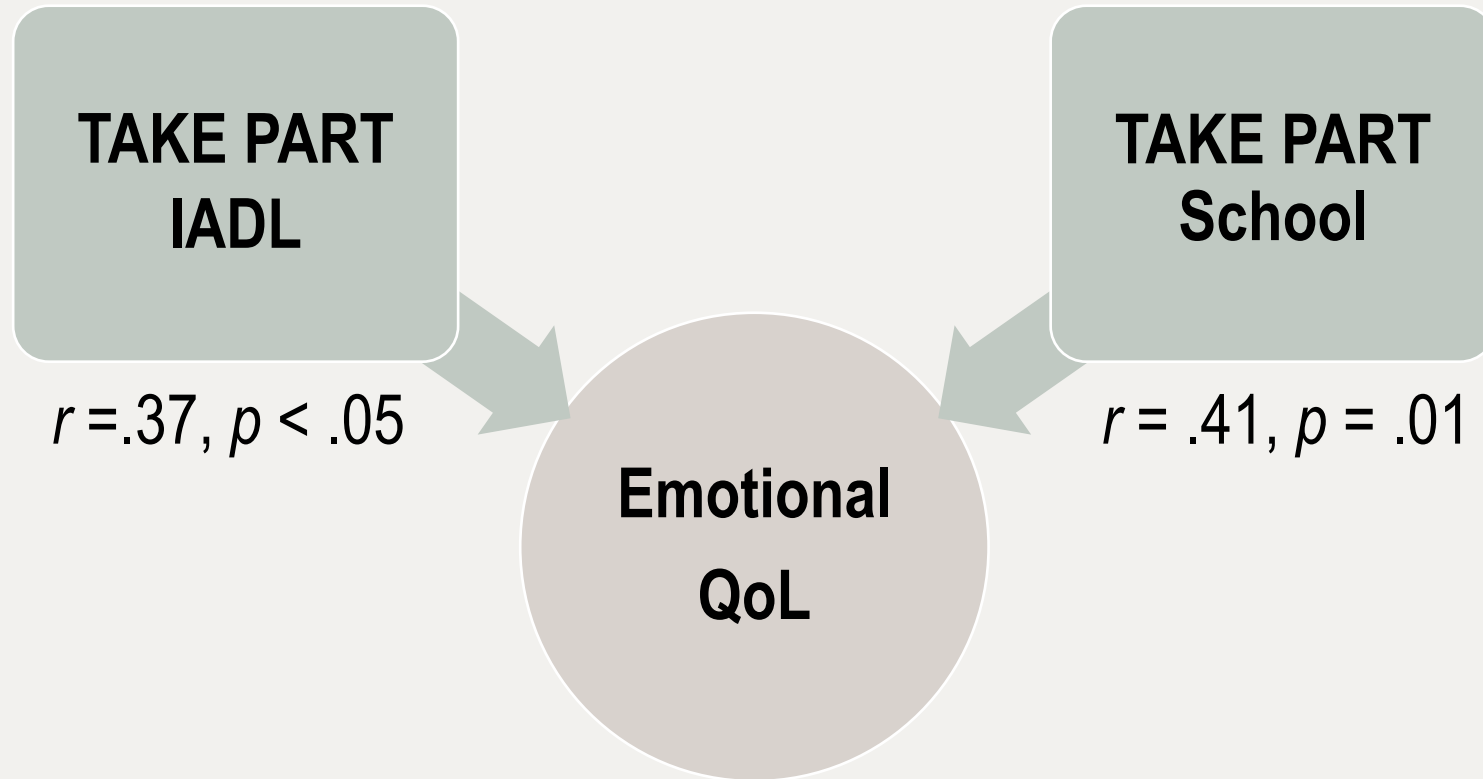 TAKE PART
IADL
r =.37, p < .05
TAKE PART
School
r = .41, p = .01
Emotional
QoL